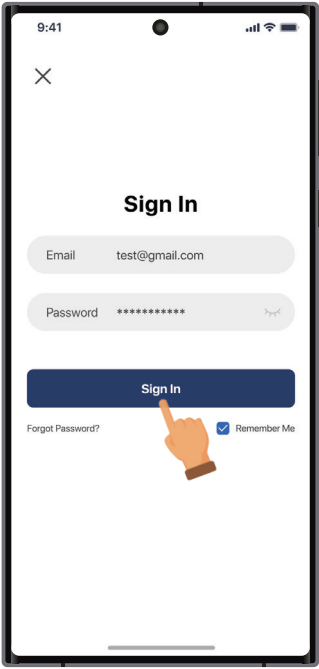 9:41
Sign In
Email test@gmail.com
Password ***********
Sign In
Forgot Password? Remember Me